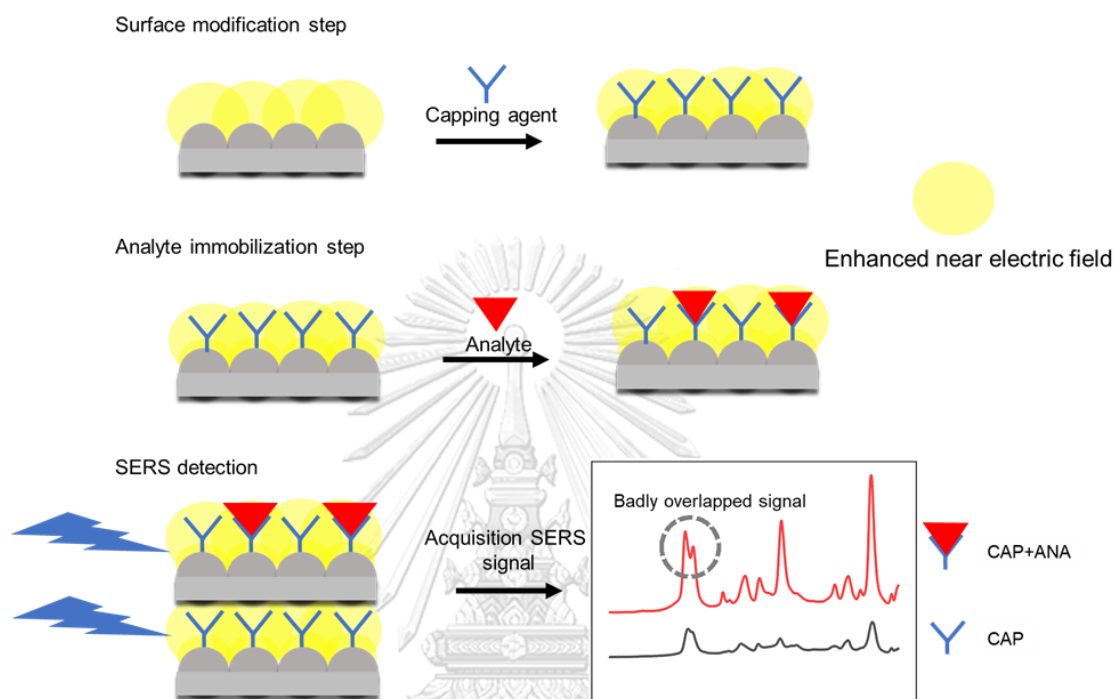 Surface modification step
Capping agent
Analyte immobilization step
Enhanced near electric field
Analyte
SERS detection
Acquisition SERS
signal
Badly overlapped signal
CAP+ANA
CAP